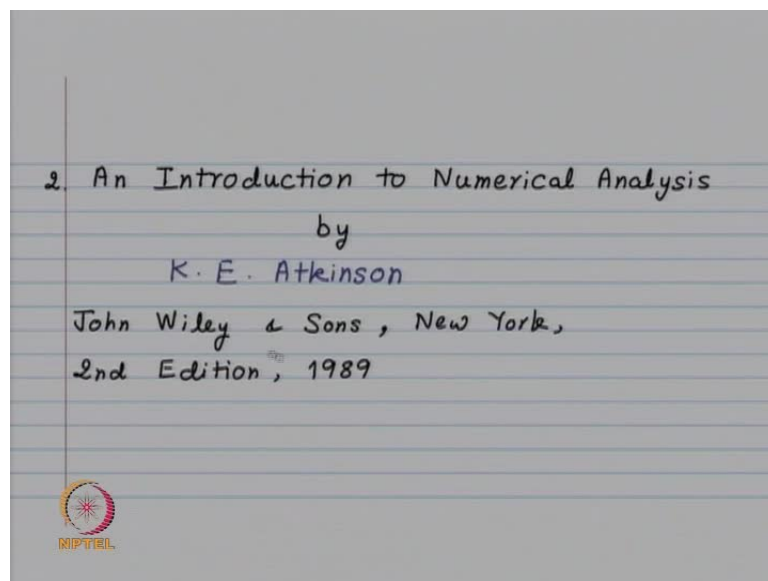 2. An Introduction to Numerical Analysis
by
K. E. Atkinson
John Wiley & Sons, New York,
2nd Edition, 1989
NPTEL